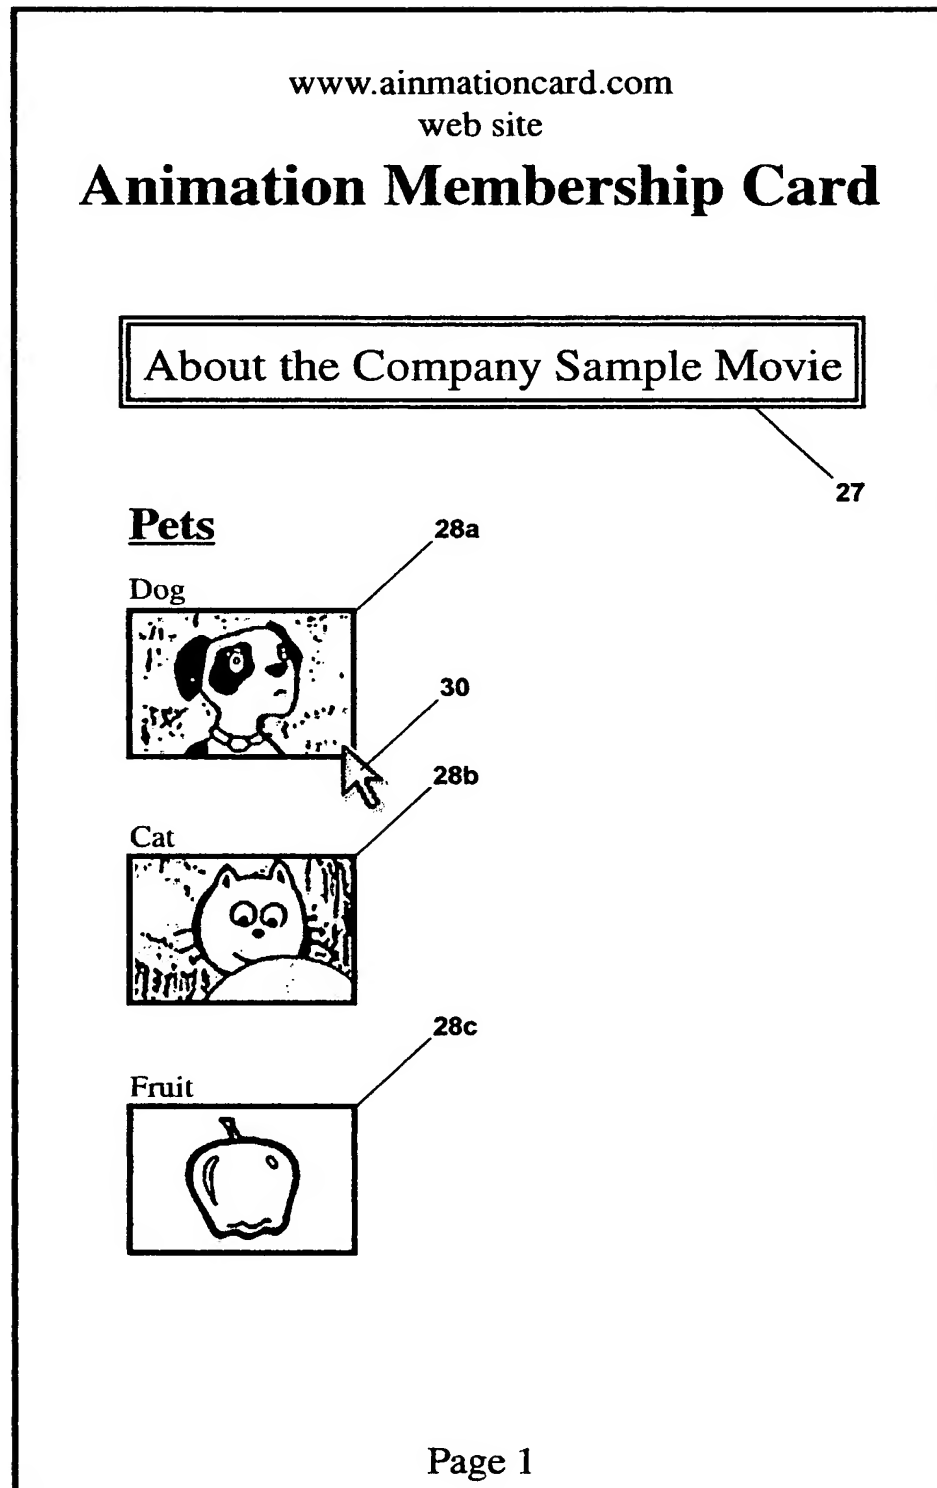 www.ainmationcard.com
web site
Animation Membership Card
About the Company Sample Movie
27
Pets
28a
Dog
30
28b
Cat
28c
Fruit
Page 1